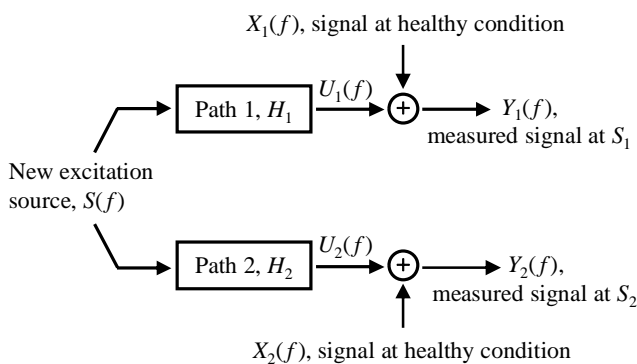 X₁(f), signal at healthy condition
U₁(f)
Path 1, H₁
+
Y₁(f),
measured signal at S₁
New excitation
source, S(f)
U₂(f)
Path 2, H₂
+
Y₂(f),
measured signal at S₂
X₂(f), signal at healthy condition